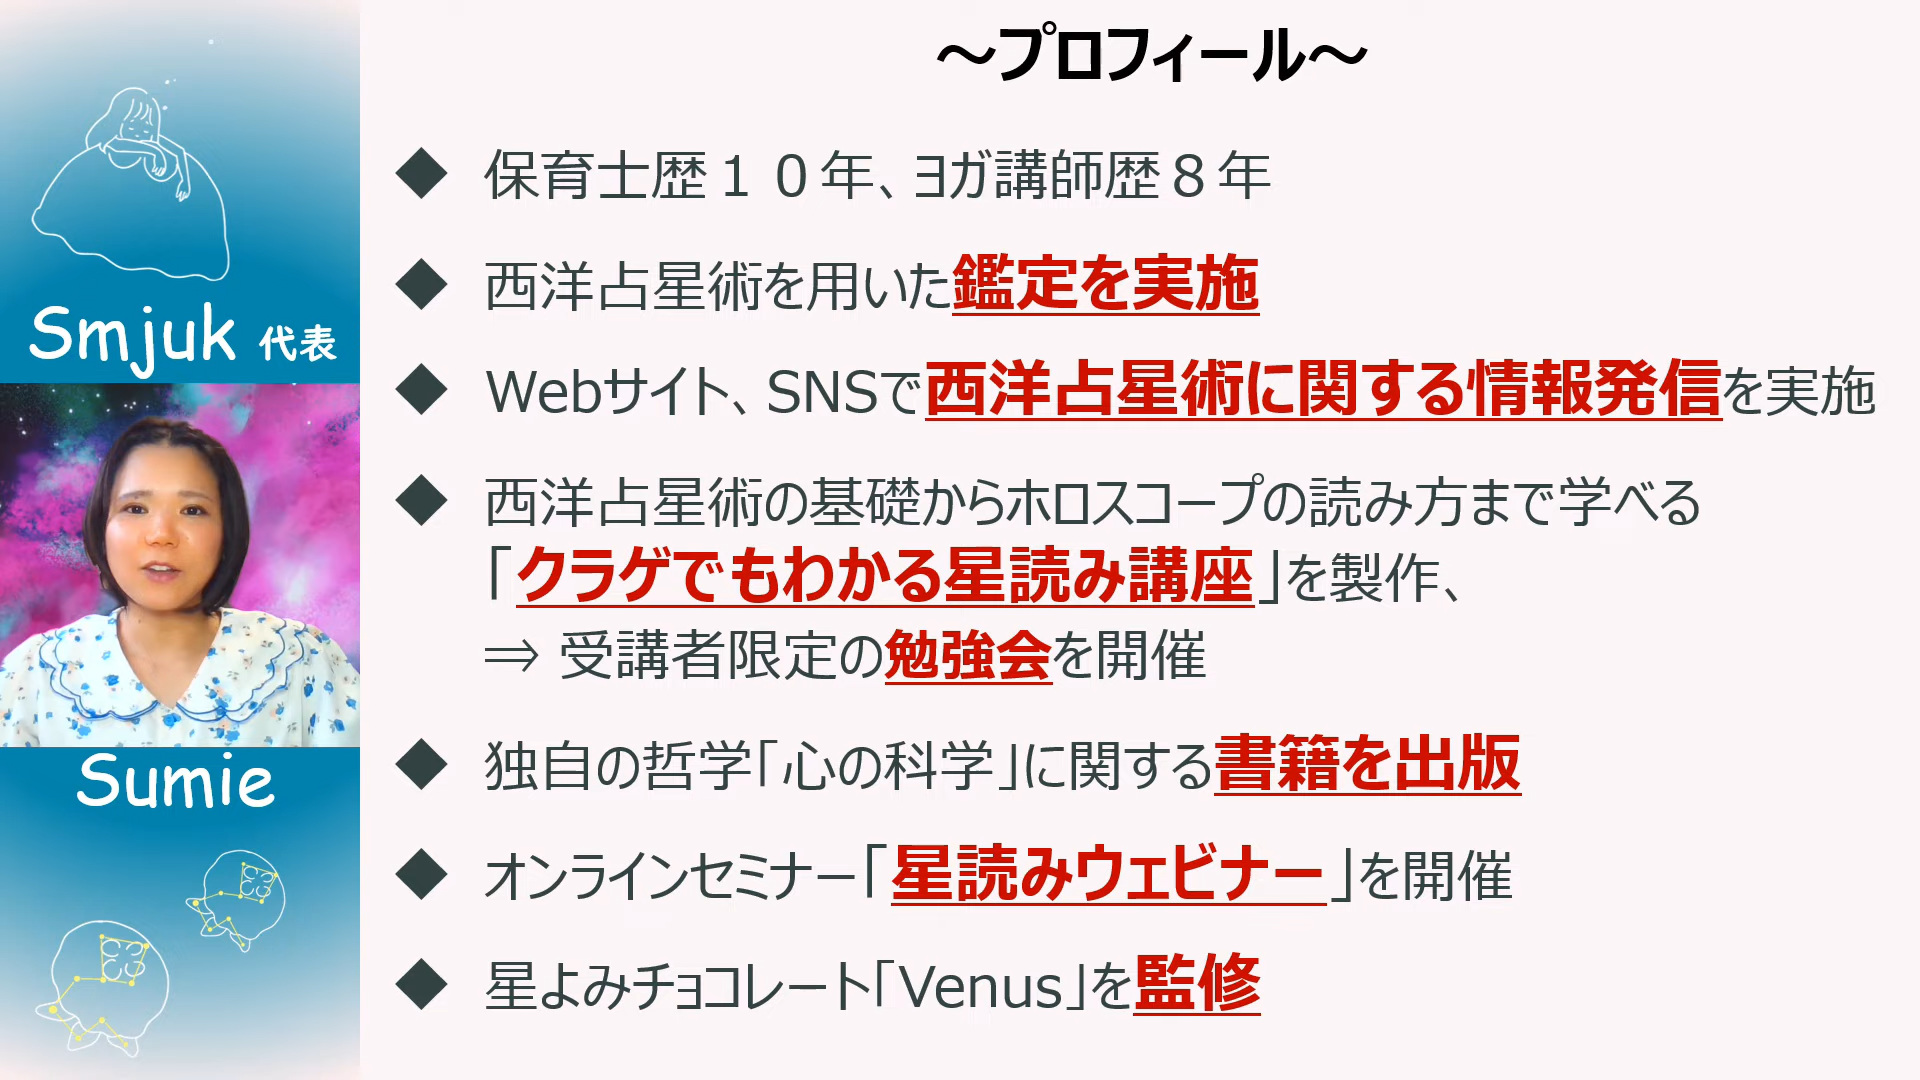 ～プロフィール～
Smjuk 代表
Sumie
◆ 保育士歴１０年、ヨガ講師歴８年
◆ 西洋占星術を用いた鑑定を実施
◆ Webサイト、SNSで西洋占星術に関する情報発信を実施
◆ 西洋占星術の基礎からホロスコープの読み方まで学べる
「クラゲでもわかる星読み講座」を製作、
⇒ 受講者限定の勉強会を開催
◆ 独自の哲学「心の科学」に関する書籍を出版
◆ オンラインセミナー「星読みウェビナー」を開催
◆ 星よみチョコレート「Venus」を監修